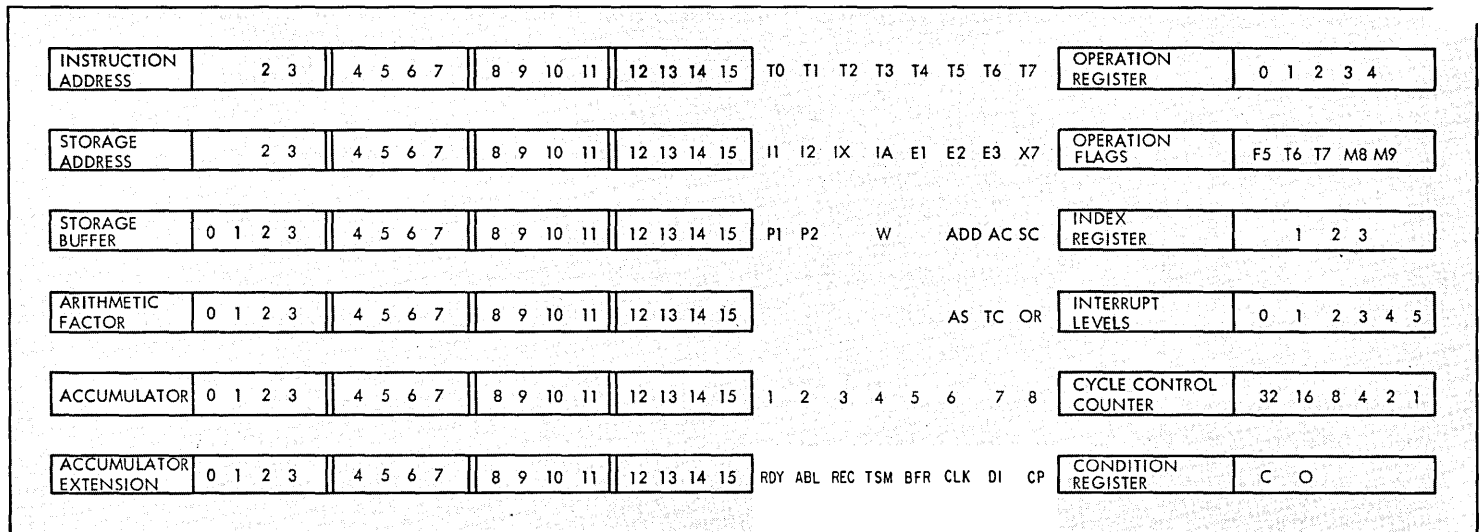 INSTRUCTION ADDRESS 2 3 4 5 6 7 8 9 10 11 12 13 14 15 T0 T1 T2 T3 T4 T5 T6 T7 OPERATION REGISTER 0 1 2 3 4
STORAGE ADDRESS 2 3 4 5 6 7 8 9 10 11 12 13 14 15 I1 I2 IX IA E1 E2 E3 X7 OPERATION FLAGS F5 T6 T7 M8 M9
STORAGE BUFFER 0 1 2 3 4 5 6 7 8 9 10 11 12 13 14 15 P1 P2 W ADD AC SC INDEX REGISTER 1 2 3
ARITHMETIC FACTOR 0 1 2 3 4 5 6 7 8 9 10 11 12 13 14 15 AS TC OR INTERRUPT LEVELS 0 1 2 3 4 5
ACCUMULATOR 0 1 2 3 4 5 6 7 8 9 10 11 12 13 14 15 1 2 3 4 5 6 7 8 CYCLE CONTROL COUNTER 32 16 8 4 2 1
ACCUMULATOR EXTENSION 0 1 2 3 4 5 6 7 8 9 10 11 12 13 14 15 RDY ABL REC TSM BFR CLK DI CP CONDITION REGISTER C O